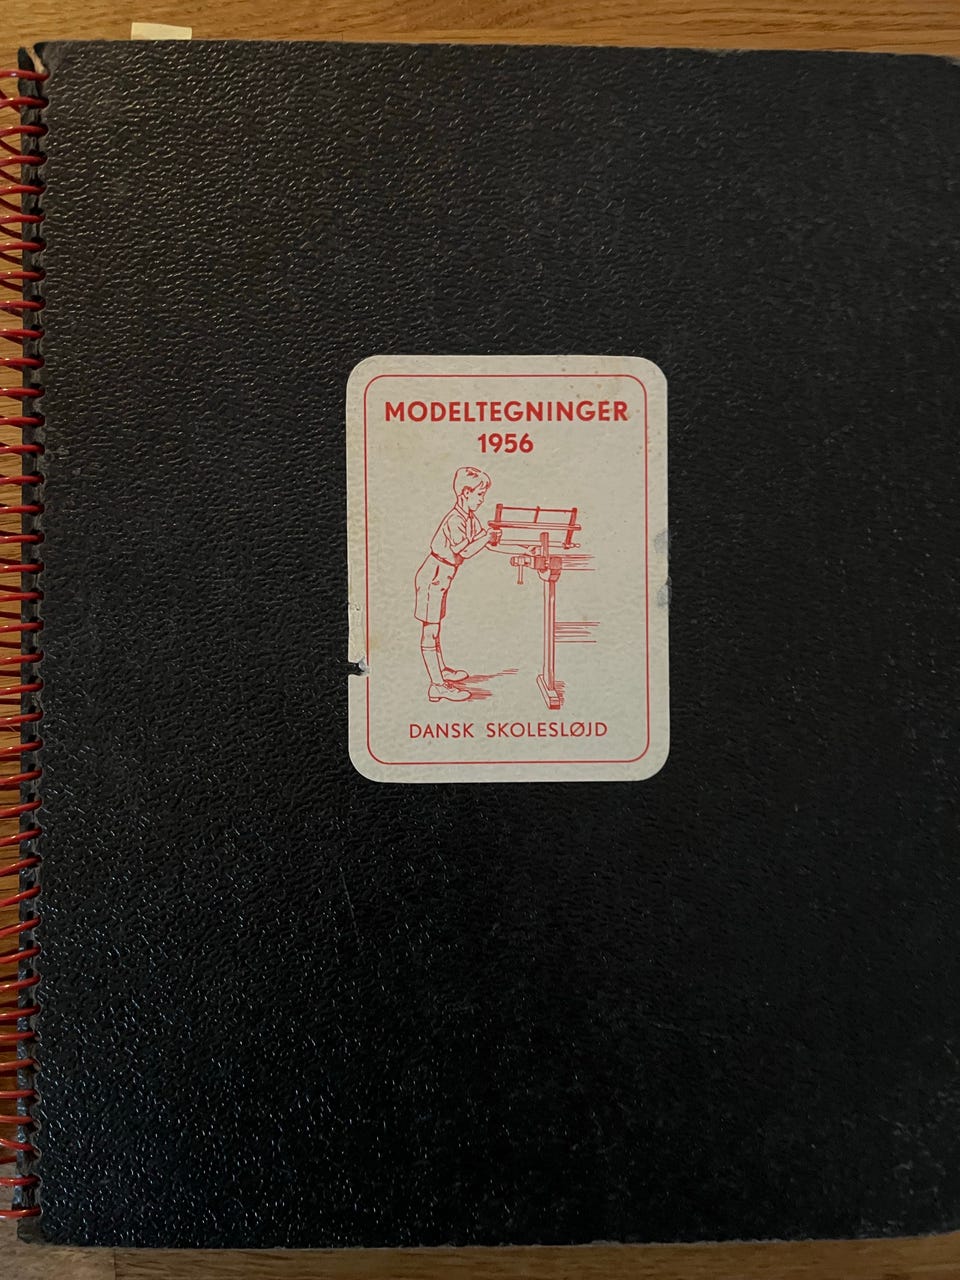 MODELTEGNINGER
1956
DANSK SKOLESLØJD